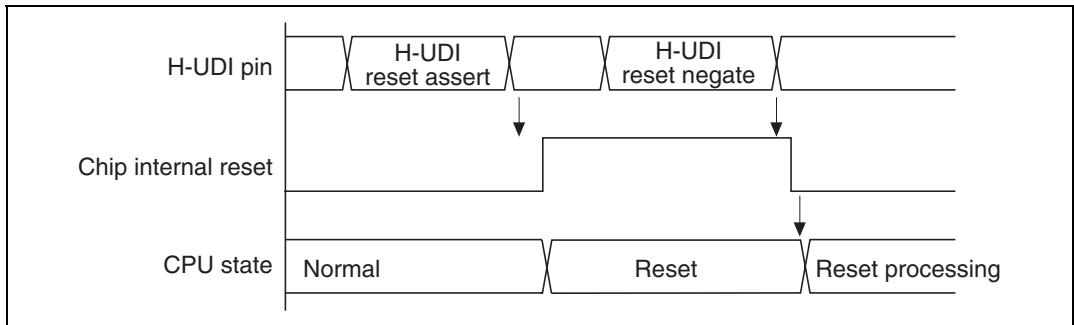 H-UDI pin
H-UDI
reset assert
H-UDI
reset negate
Chip internal reset
CPU state
Normal
Reset
Reset processing